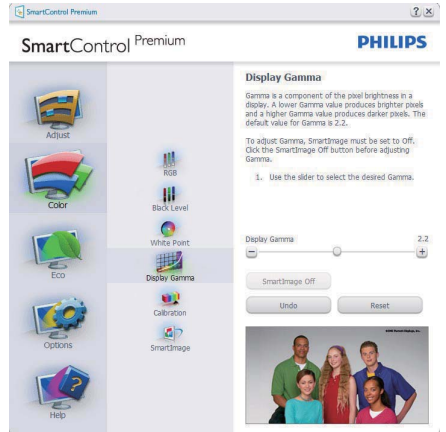 SmartControl Premium
SmartControl Premium
PHILIPS
Adjust
Color
Eco
Options
Help
RGB
Black Level
White Point
Display Gamma
Calibration
SmartImage
Display Gamma
Gamma is a component of the pixel brightness in a
display. A lower Gamma value produces brighter pixels
and a higher Gamma value produces darker pixels. The
default value for Gamma is 2.2.
To adjust Gamma, SmartImage must be set to Off.
Click the SmartImage Off button before adjusting
Gamma.
1. Use the slider to select the desired Gamma.
Display Gamma 2.2
SmartImage Off
Undo Reset